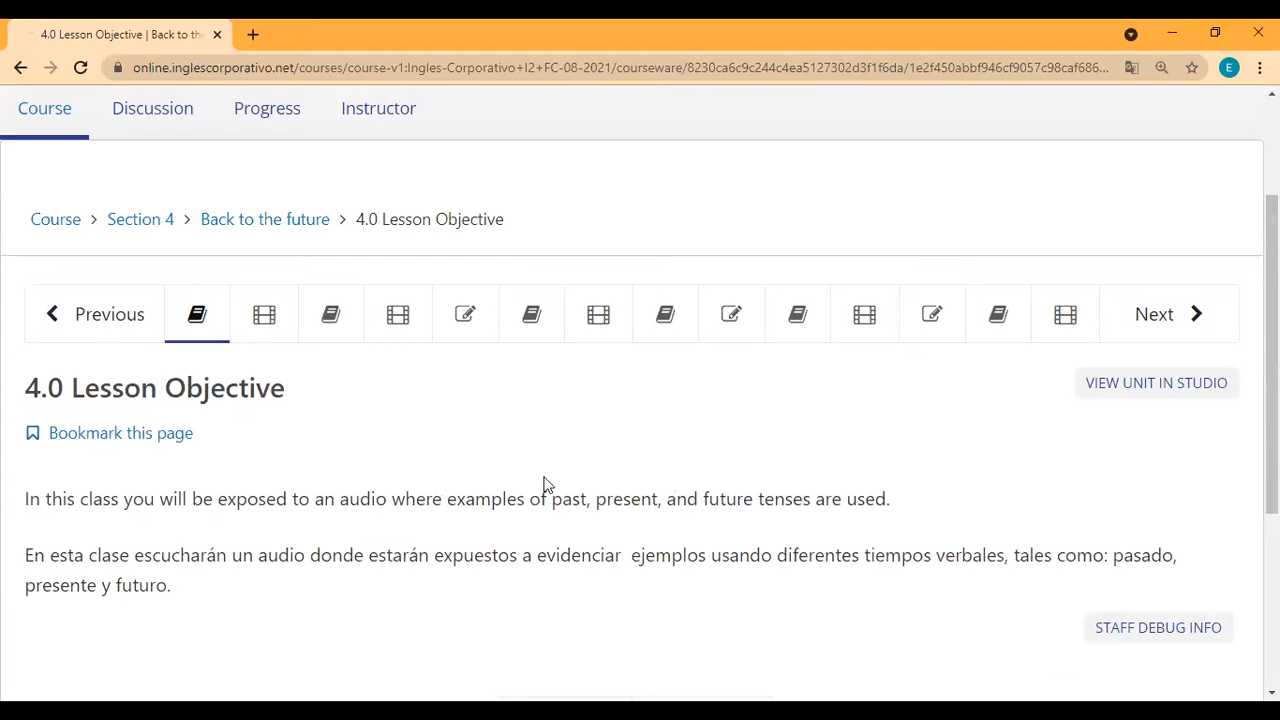 4.0 Lesson Objective | Back to the
online.inglescorporativo.net/courses/course-v1:Ingles-Corporativo+I2+FC-08-2021/courseware/8230ca6c9c244c4ea5127302d3f1f6da/1e2f450abbf946cf9057c98caf686...
E
Course Discussion Progress Instructor
Course > Section 4 > Back to the future > 4.0 Lesson Objective
Previous Next
4.0 Lesson Objective
VIEW UNIT IN STUDIO
Bookmark this page
In this class you will be exposed to an audio where examples of past, present, and future tenses are used.
En esta clase escucharán un audio donde estarán expuestos a evidenciar ejemplos usando diferentes tiempos verbales, tales como: pasado,
presente y futuro.
STAFF DEBUG INFO